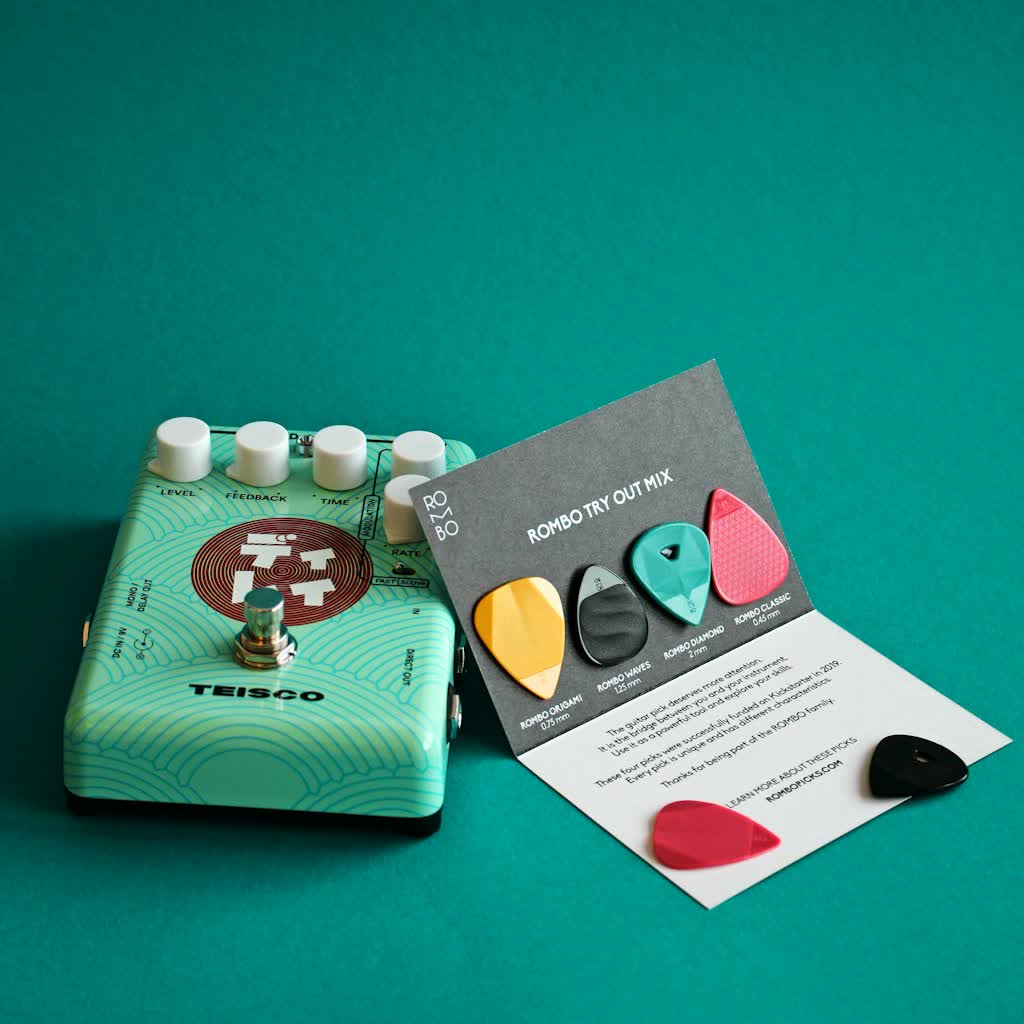 LEVEL
FEEDBACK
TIME
MODULATION
RATE
FAST SLOW
MONO /
DELAY OUT
IN
DC IN / 9V
DIRECT OUT
TEISCO
RO
M
BO
ROMBO TRY OUT MIX
ROMBO ORIGAMI
0.75 mm
ROMBO WAVES
1.25 mm
ROMBO DIAMOND
2 mm
ROMBO CLASSIC
0.45 mm
The guitar pick deserves more attention.
It is the bridge between you and your instrument.
Use it as a powerful tool and explore your skills.
These four picks were successfully funded on Kickstarter in 2019.
Every pick is unique and has different characteristics.
Thanks for being part of the ROMBO family.
LEARN MORE ABOUT THESE PICKS
ROMBOPICKS.COM